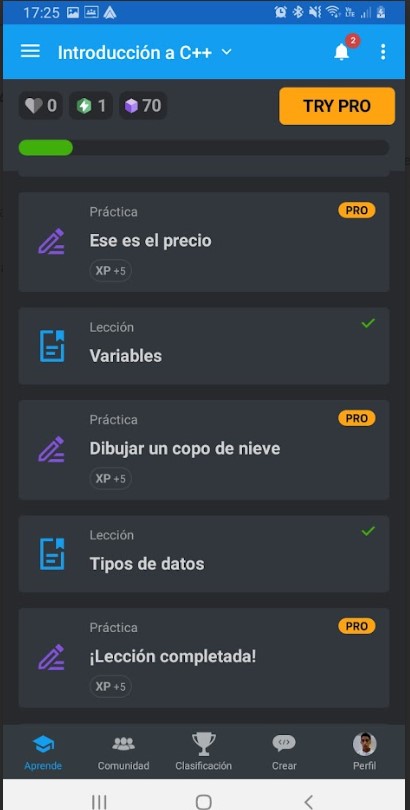 17:25
Introducción a C++
2
0
1
70
TRY PRO
Práctica
PRO
Ese es el precio
XP +5
Lección
Variables
Práctica
PRO
Dibujar un copo de nieve
XP +5
Lección
Tipos de datos
Práctica
PRO
¡Lección completada!
XP +5
Aprende
Comunidad
Clasificación
Crear
Perfil